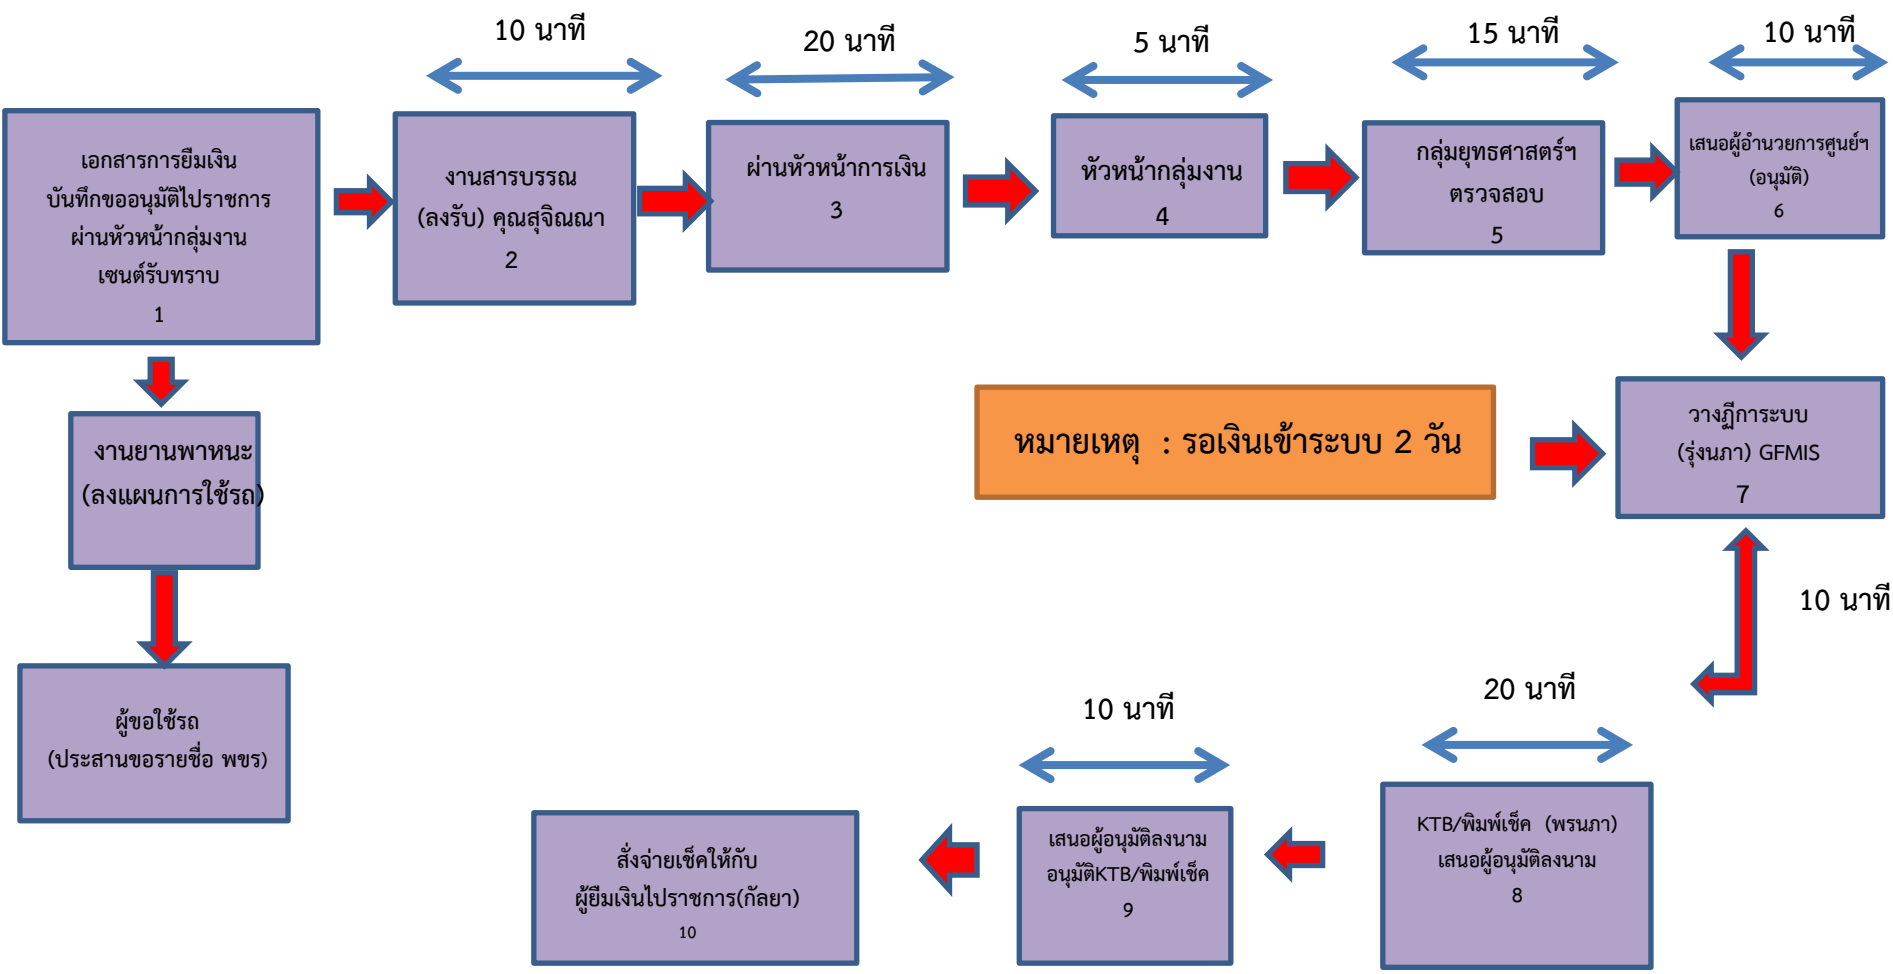 10 นาที
20 นาที
5 นาที
15 นาที
10 นาที
เอกสารการยืมเงิน
บันทึกขออนุมัติไปราชการ
ผ่านหัวหน้ากลุ่มงาน
เซนต์รับทราบ
1
งานสารบรรณ
(ลงรับ) คุณสุจิณณา
2
ผ่านหัวหน้าการเงิน
3
หัวหน้ากลุ่มงาน
4
กลุ่มยุทธศาสตร์ฯ
ตรวจสอบ
5
เสนอผู้อำนวยการศูนย์ฯ
(อนุมัติ)
6
งานยานพาหนะ
(ลงแผนการใช้รถ)
ผู้ขอใช้รถ
(ประสานขอรายชื่อ พขร)
หมายเหตุ : รอเงินเข้าระบบ 2 วัน
วางฏีการะบบ
(รุ่งนภา) GFMIS
7
10 นาที
20 นาที
10 นาที
KTB/พิมพ์เช็ค (พรนภา)
เสนอผู้อนุมัติลงนาม
8
เสนอผู้อนุมัติลงนาม
อนุมัติKTB/พิมพ์เช็ค
9
สั่งจ่ายเช็คให้กับ
ผู้ยืมเงินไปราชการ(กัลยา)
10